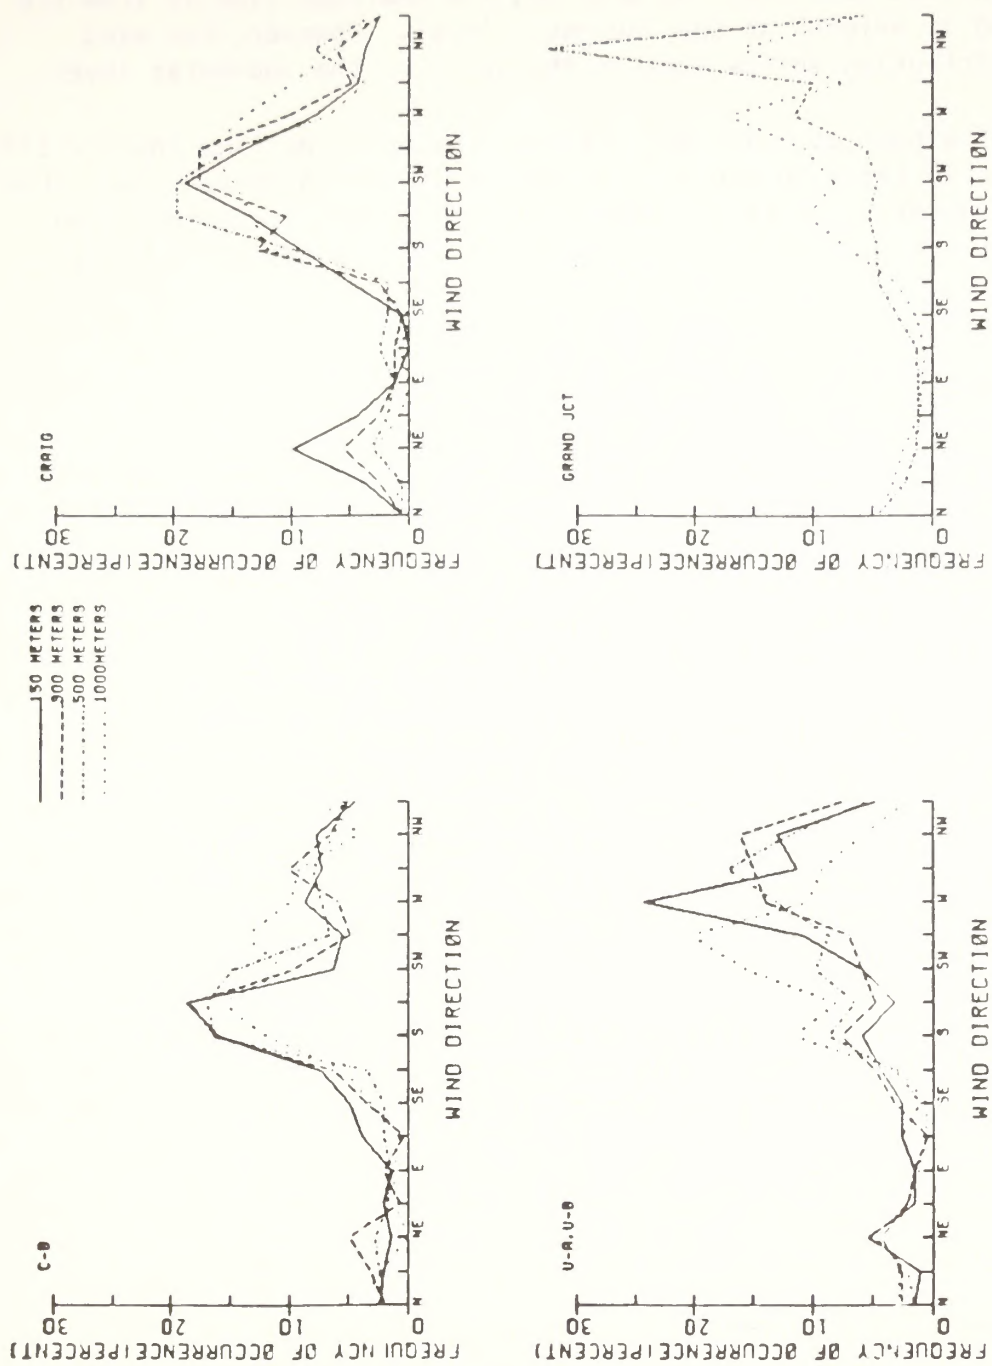 150 METERS
300 METERS
500 METERS
1000METERS
C-B
FREQUENCY OF OCCURRENCE(PERCENT)
30
20
10
0
N
NE
E
SE
S
SW
W
NW
WIND DIRECTION
CRAIG
FREQUENCY OF OCCURRENCE(PERCENT)
30
20
10
0
N
NE
E
SE
S
SW
W
NW
WIND DIRECTION
U-A,U-B
FREQUENCY OF OCCURRENCE(PERCENT)
30
20
10
0
N
NE
E
SE
S
SW
W
NW
WIND DIRECTION
GRAND JCT
FREQUENCY OF OCCURRENCE(PERCENT)
30
20
10
0
N
NE
E
SE
S
SW
W
NW
WIND DIRECTION